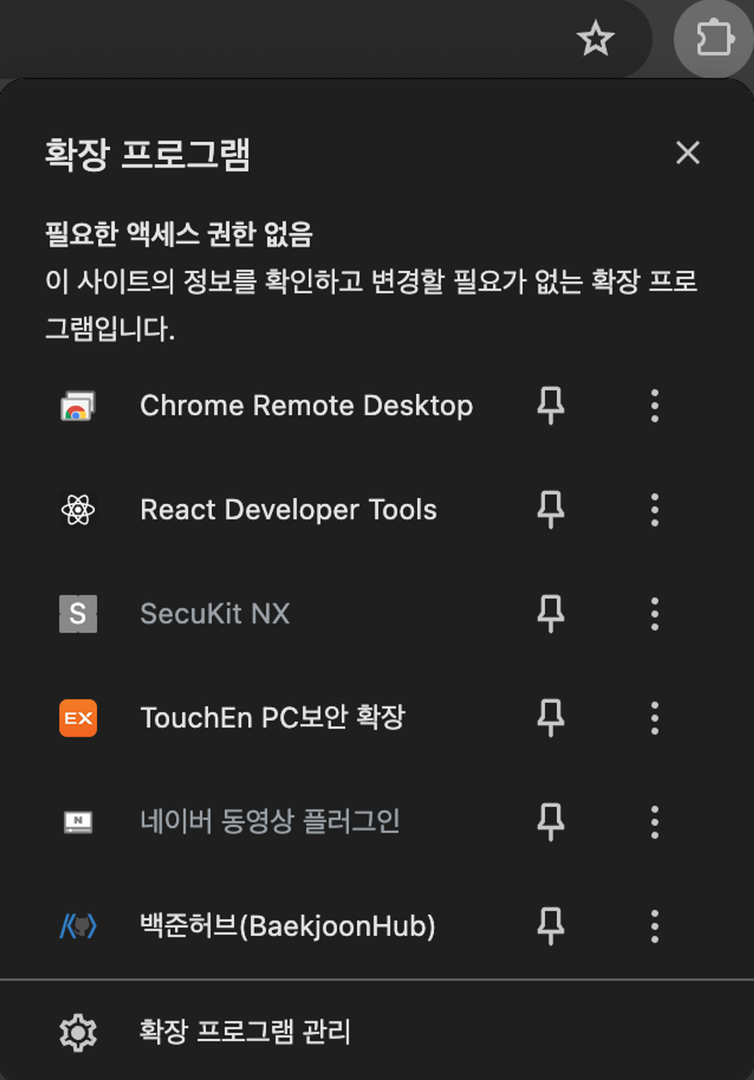 확장 프로그램
필요한 액세스 권한 없음
이 사이트의 정보를 확인하고 변경할 필요가 없는 확장 프로
그램입니다.
Chrome Remote Desktop
React Developer Tools
S SecuKit NX
EX TouchEn PC보안 확장
N 네이버 동영상 플러그인
백준허브(BaekjoonHub)
확장 프로그램 관리